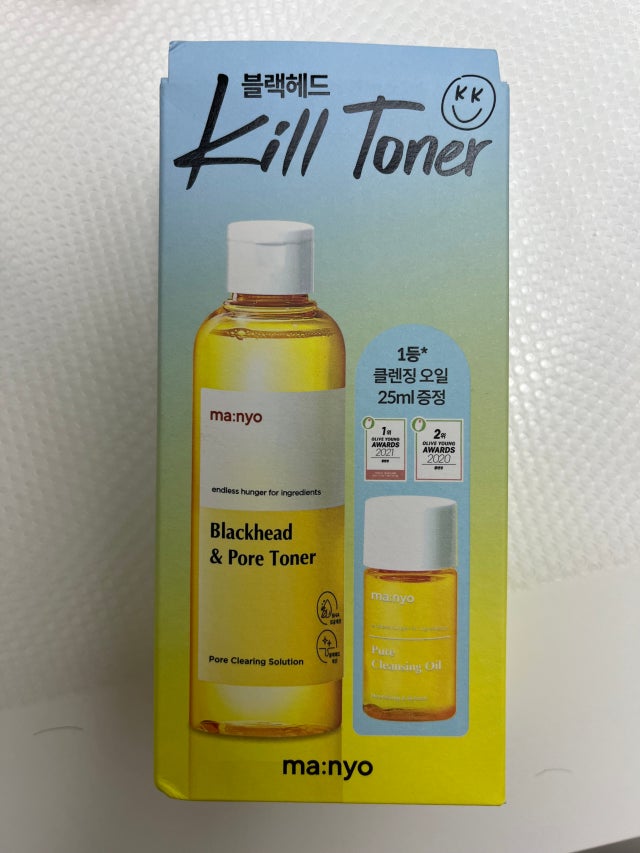 블랙헤드
Kill Toner
KK
ma:nyo
endless hunger for ingredients
Blackhead
& Pore Toner
Pore Clearing Solution
1등*
클렌징 오일
25ml 증정
1위
OLIVE YOUNG
AWARDS
2021
2위
OLIVE YOUNG
AWARDS
2020
ma:nyo
Pure
Cleansing Oil
ma:nyo